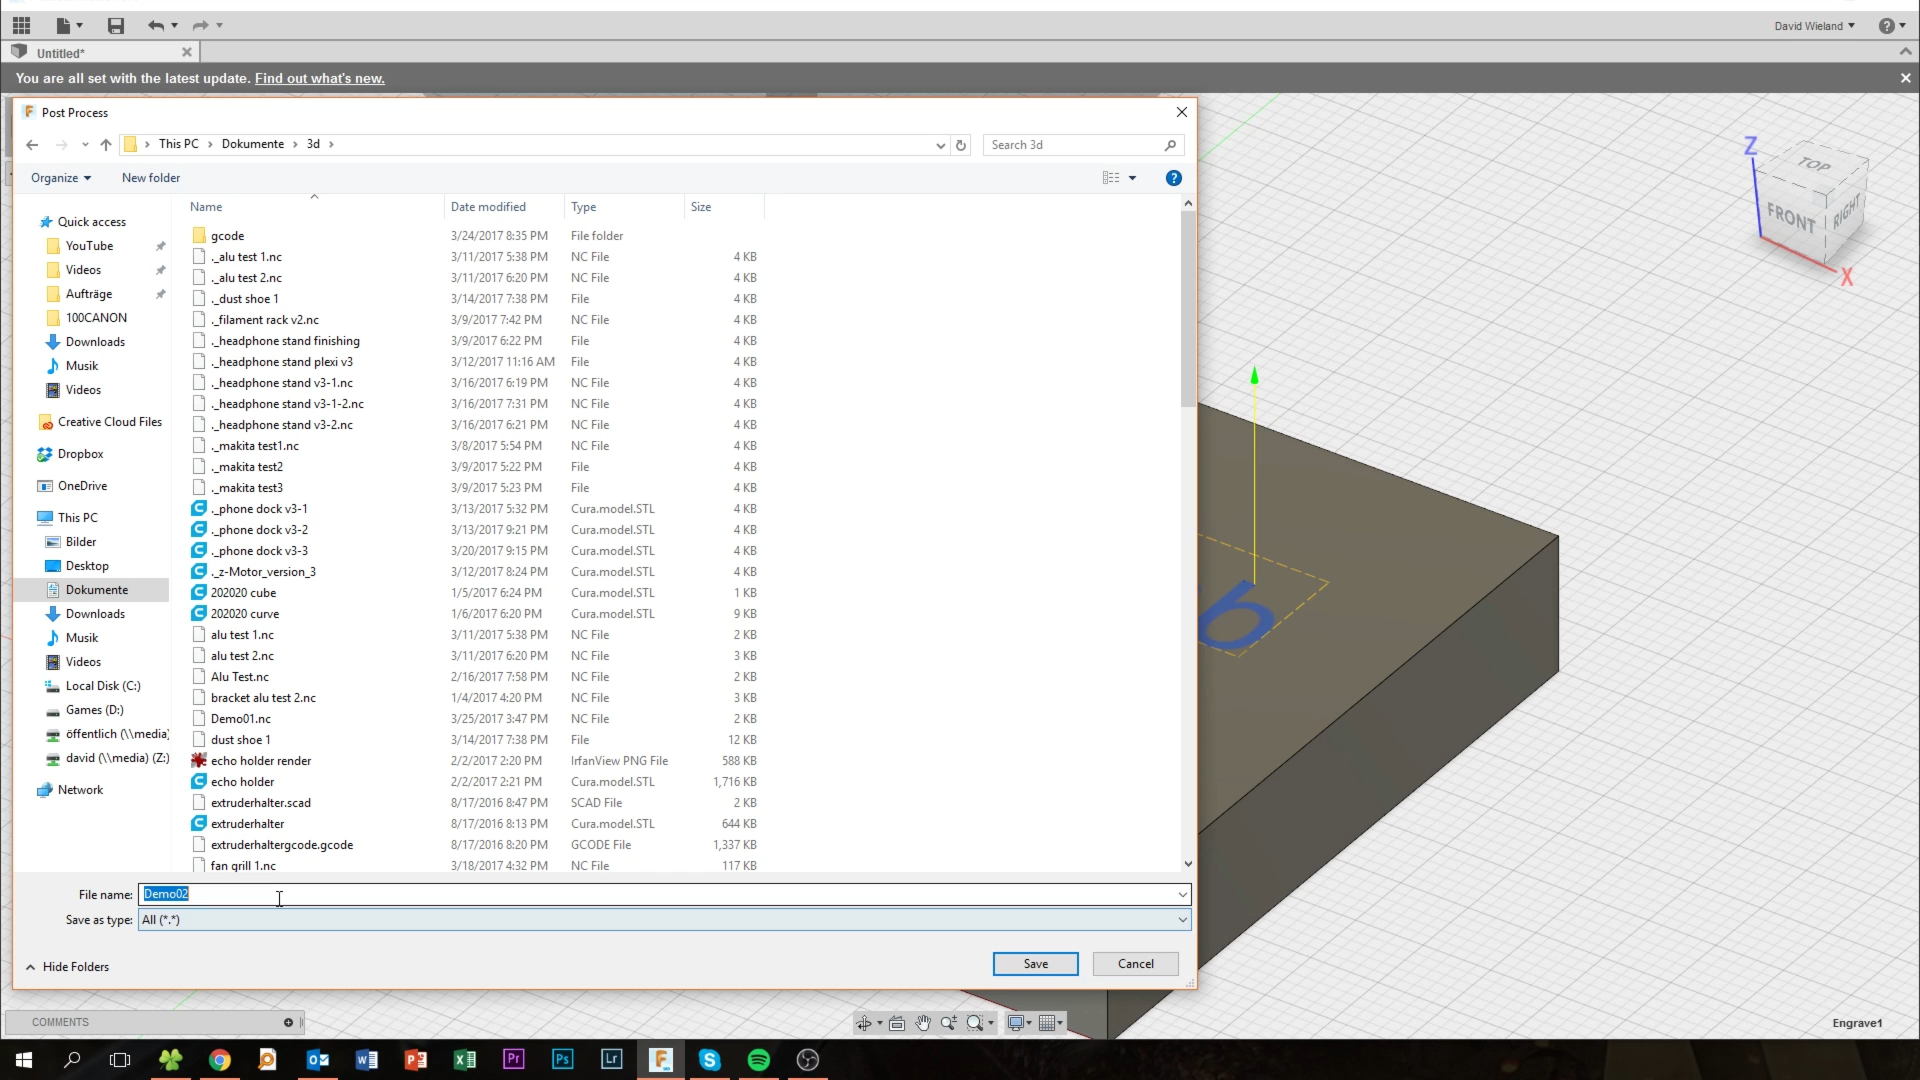 David Wieland
Untitled*
You are all set with the latest update. Find out what's new.
Post Process
This PC > Dokumente > 3d >
Search 3d
Organize
New folder
Name
Date modified
Type
Size
Quick access
YouTube
Videos
Aufträge
100CANON
Downloads
Musik
Videos
Creative Cloud Files
Dropbox
OneDrive
This PC
Bilder
Desktop
Dokumente
Downloads
Musik
Videos
Local Disk (C:)
Games (D:)
öffentlich (\\media)
david (\\media) (Z:)
Network
gcode 3/24/2017 8:35 PM File folder
._alu test 1.nc 3/11/2017 5:38 PM NC File 4 KB
._alu test 2.nc 3/11/2017 6:20 PM NC File 4 KB
._dust shoe 1 3/14/2017 7:38 PM File 4 KB
._filament rack v2.nc 3/9/2017 7:42 PM NC File 4 KB
._headphone stand finishing 3/9/2017 6:22 PM File 4 KB
._headphone stand plexi v3 3/12/2017 11:16 AM File 4 KB
._headphone stand v3-1.nc 3/16/2017 6:19 PM NC File 4 KB
._headphone stand v3-1-2.nc 3/16/2017 7:31 PM NC File 4 KB
._headphone stand v3-2.nc 3/16/2017 6:21 PM NC File 4 KB
._makita test1.nc 3/8/2017 5:54 PM NC File 4 KB
._makita test2 3/9/2017 5:22 PM File 4 KB
._makita test3 3/9/2017 5:23 PM File 4 KB
._phone dock v3-1 3/13/2017 5:32 PM Cura.model.STL 4 KB
._phone dock v3-2 3/13/2017 9:21 PM Cura.model.STL 4 KB
._phone dock v3-3 3/20/2017 9:15 PM Cura.model.STL 4 KB
._z-Motor_version_3 3/12/2017 8:24 PM Cura.model.STL 4 KB
202020 cube 1/5/2017 6:24 PM Cura.model.STL 1 KB
202020 curve 1/6/2017 6:20 PM Cura.model.STL 9 KB
alu test 1.nc 3/11/2017 5:38 PM NC File 2 KB
alu test 2.nc 3/11/2017 6:20 PM NC File 3 KB
Alu Test.nc 2/16/2017 7:58 PM NC File 2 KB
bracket alu test 2.nc 1/4/2017 4:20 PM NC File 3 KB
Demo01.nc 3/25/2017 3:47 PM NC File 2 KB
dust shoe 1 3/14/2017 7:38 PM File 12 KB
echo holder render 2/2/2017 2:20 PM IrfanView PNG File 588 KB
echo holder 2/2/2017 2:21 PM Cura.model.STL 1,716 KB
extruderhalter.scad 8/17/2016 8:47 PM SCAD File 2 KB
extruderhalter 8/17/2016 8:13 PM Cura.model.STL 644 KB
extruderhaltergcode.gcode 8/17/2016 8:20 PM GCODE File 1,337 KB
fan grill 1.nc 3/18/2017 4:32 PM NC File 117 KB
File name: Demo02
Save as type: All (*.*)
Hide Folders
Save
Cancel
Z
TOP
FRONT
RIGHT
X
b
COMMENTS
Engrave1